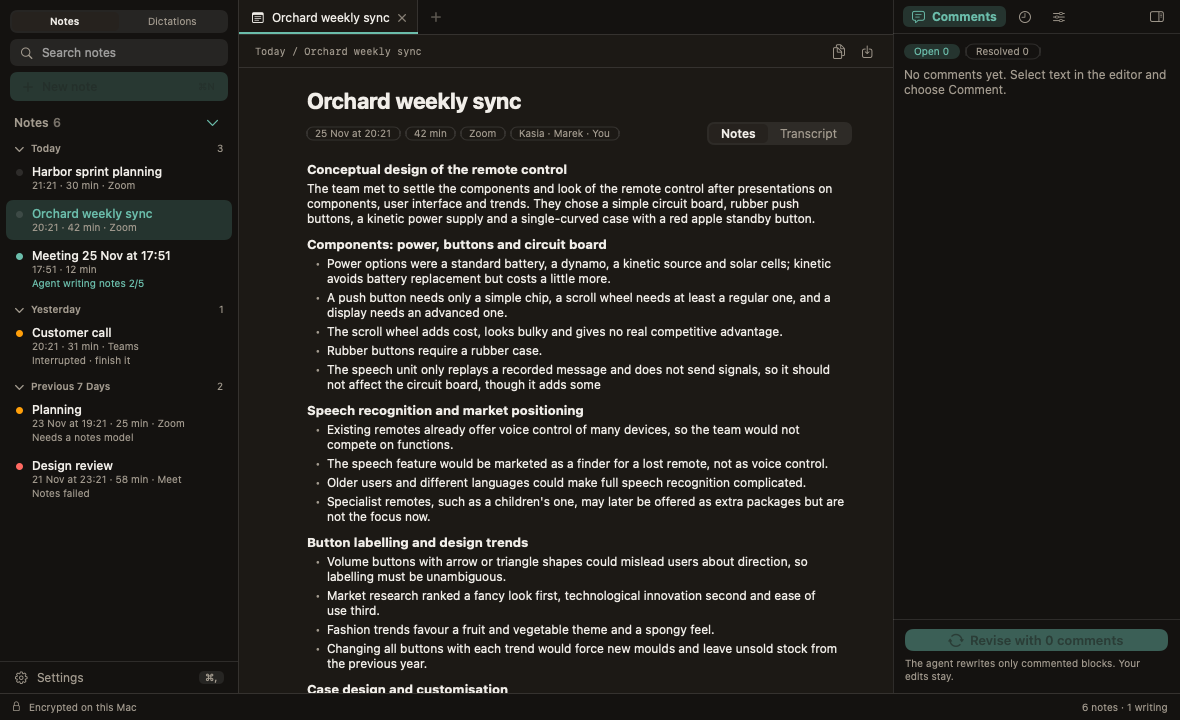 Notes
Dictations
Search notes
New note ⌘N
Notes 6
Today 3
Harbor sprint planning
21:21 · 30 min · Zoom
Orchard weekly sync
20:21 · 42 min · Zoom
Meeting 25 Nov at 17:51
17:51 · 12 min
Agent writing notes 2/5
Yesterday 1
Customer call
20:21 · 31 min · Teams
Interrupted · finish it
Previous 7 Days 2
Planning
23 Nov at 19:21 · 25 min · Zoom
Needs a notes model
Design review
21 Nov at 23:21 · 58 min · Meet
Notes failed
Settings ⌘,
Encrypted on this Mac
Orchard weekly sync
Today / Orchard weekly sync
Orchard weekly sync
25 Nov at 20:21
42 min
Zoom
Kasia · Marek · You
Notes
Transcript
Conceptual design of the remote control
The team met to settle the components and look of the remote control after presentations on
components, user interface and trends. They chose a simple circuit board, rubber push
buttons, a kinetic power supply and a single-curved case with a red apple standby button.
Components: power, buttons and circuit board
• Power options were a standard battery, a dynamo, a kinetic source and solar cells; kinetic
avoids battery replacement but costs a little more.
• A push button needs only a simple chip, a scroll wheel needs at least a regular one, and a
display needs an advanced one.
• The scroll wheel adds cost, looks bulky and gives no real competitive advantage.
• Rubber buttons require a rubber case.
• The speech unit only replays a recorded message and does not send signals, so it should
not affect the circuit board, though it adds some
Speech recognition and market positioning
• Existing remotes already offer voice control of many devices, so the team would not
compete on functions.
• The speech feature would be marketed as a finder for a lost remote, not as voice control.
• Older users and different languages could make full speech recognition complicated.
• Specialist remotes, such as a children's one, may later be offered as extra packages but are
not the focus now.
Button labelling and design trends
• Volume buttons with arrow or triangle shapes could mislead users about direction, so
labelling must be unambiguous.
• Market research ranked a fancy look first, technological innovation second and ease of
use third.
• Fashion trends favour a fruit and vegetable theme and a spongy feel.
• Changing all buttons with each trend would force new moulds and leave unsold stock from
the previous year.
Case design and customisation
Comments
Open 0
Resolved 0
No comments yet. Select text in the editor and
choose Comment.
Revise with 0 comments
The agent rewrites only commented blocks. Your
edits stay.
6 notes · 1 writing